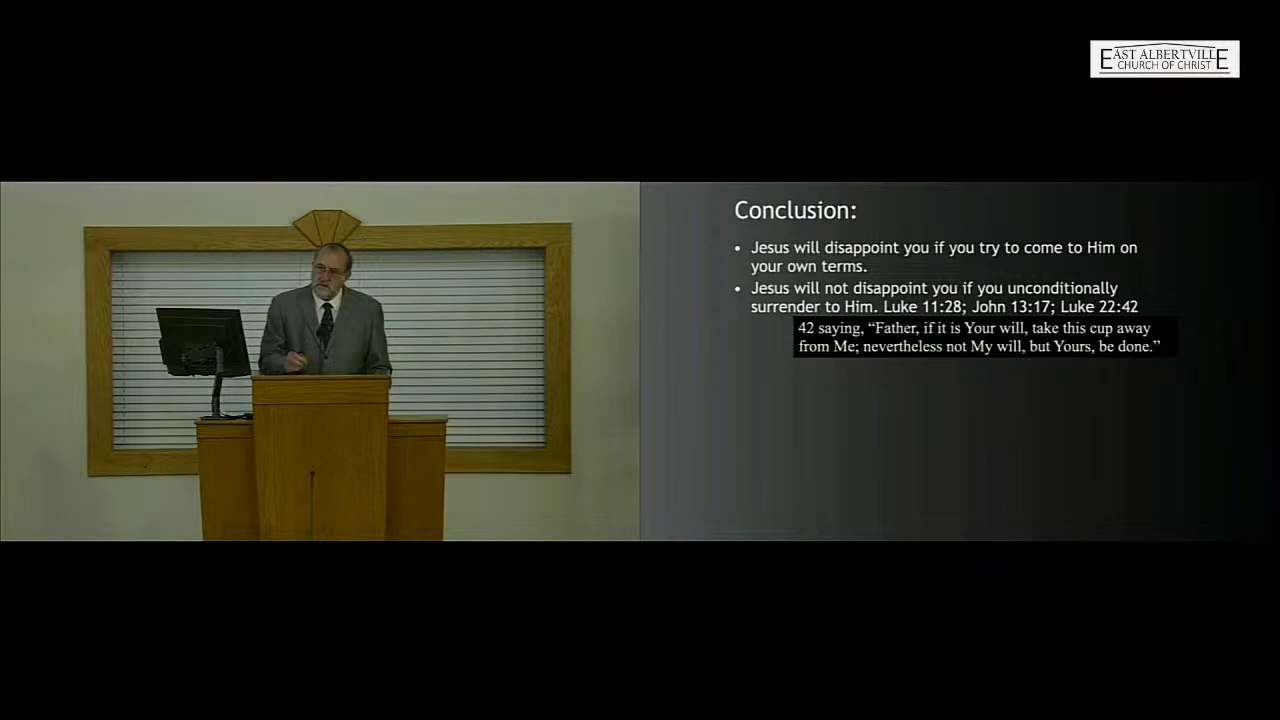 EAST ALBERTVILLE
CHURCH OF CHRIST
Conclusion:
• Jesus will disappoint you if you try to come to Him on
your own terms.
• Jesus will not disappoint you if you unconditionally
surrender to Him. Luke 11:28; John 13:17; Luke 22:42
42 saying, “Father, if it is Your will, take this cup away
from Me; nevertheless not My will, but Yours, be done.”